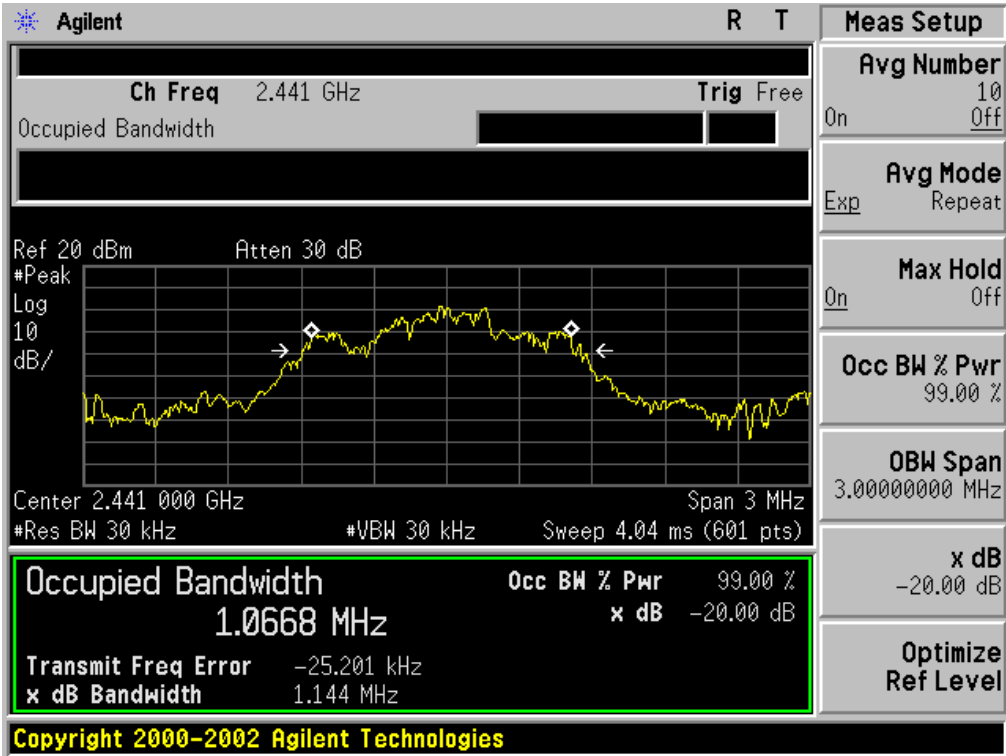 Agilent R T Meas Setup
Ch Freq 2.441 GHz Trig Free
Occupied Bandwidth
Ref 20 dBm Atten 30 dB
#Peak
Log
10
dB/
Center 2.441 000 GHz Span 3 MHz
#Res BW 30 kHz #VBW 30 kHz Sweep 4.04 ms (601 pts)
Occupied Bandwidth
1.0668 MHz
Occ BW % Pwr 99.00 %
x dB -20.00 dB
Transmit Freq Error -25.201 kHz
x dB Bandwidth 1.144 MHz
Avg Number
10
On Off
Avg Mode
Exp Repeat
Max Hold
On Off
Occ BW % Pwr
99.00 %
OBW Span
3.00000000 MHz
x dB
-20.00 dB
Optimize
Ref Level
Copyright 2000-2002 Agilent Technologies